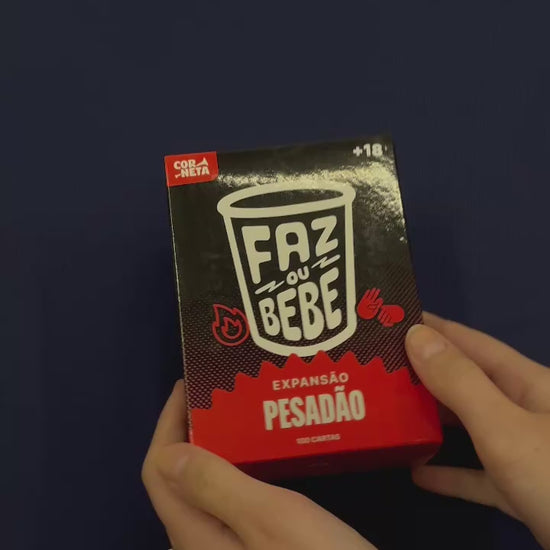 COR
NETA
+18
FAZ
OU
BEBE
EXPANSÃO
PESADÃO
100 CARTAS